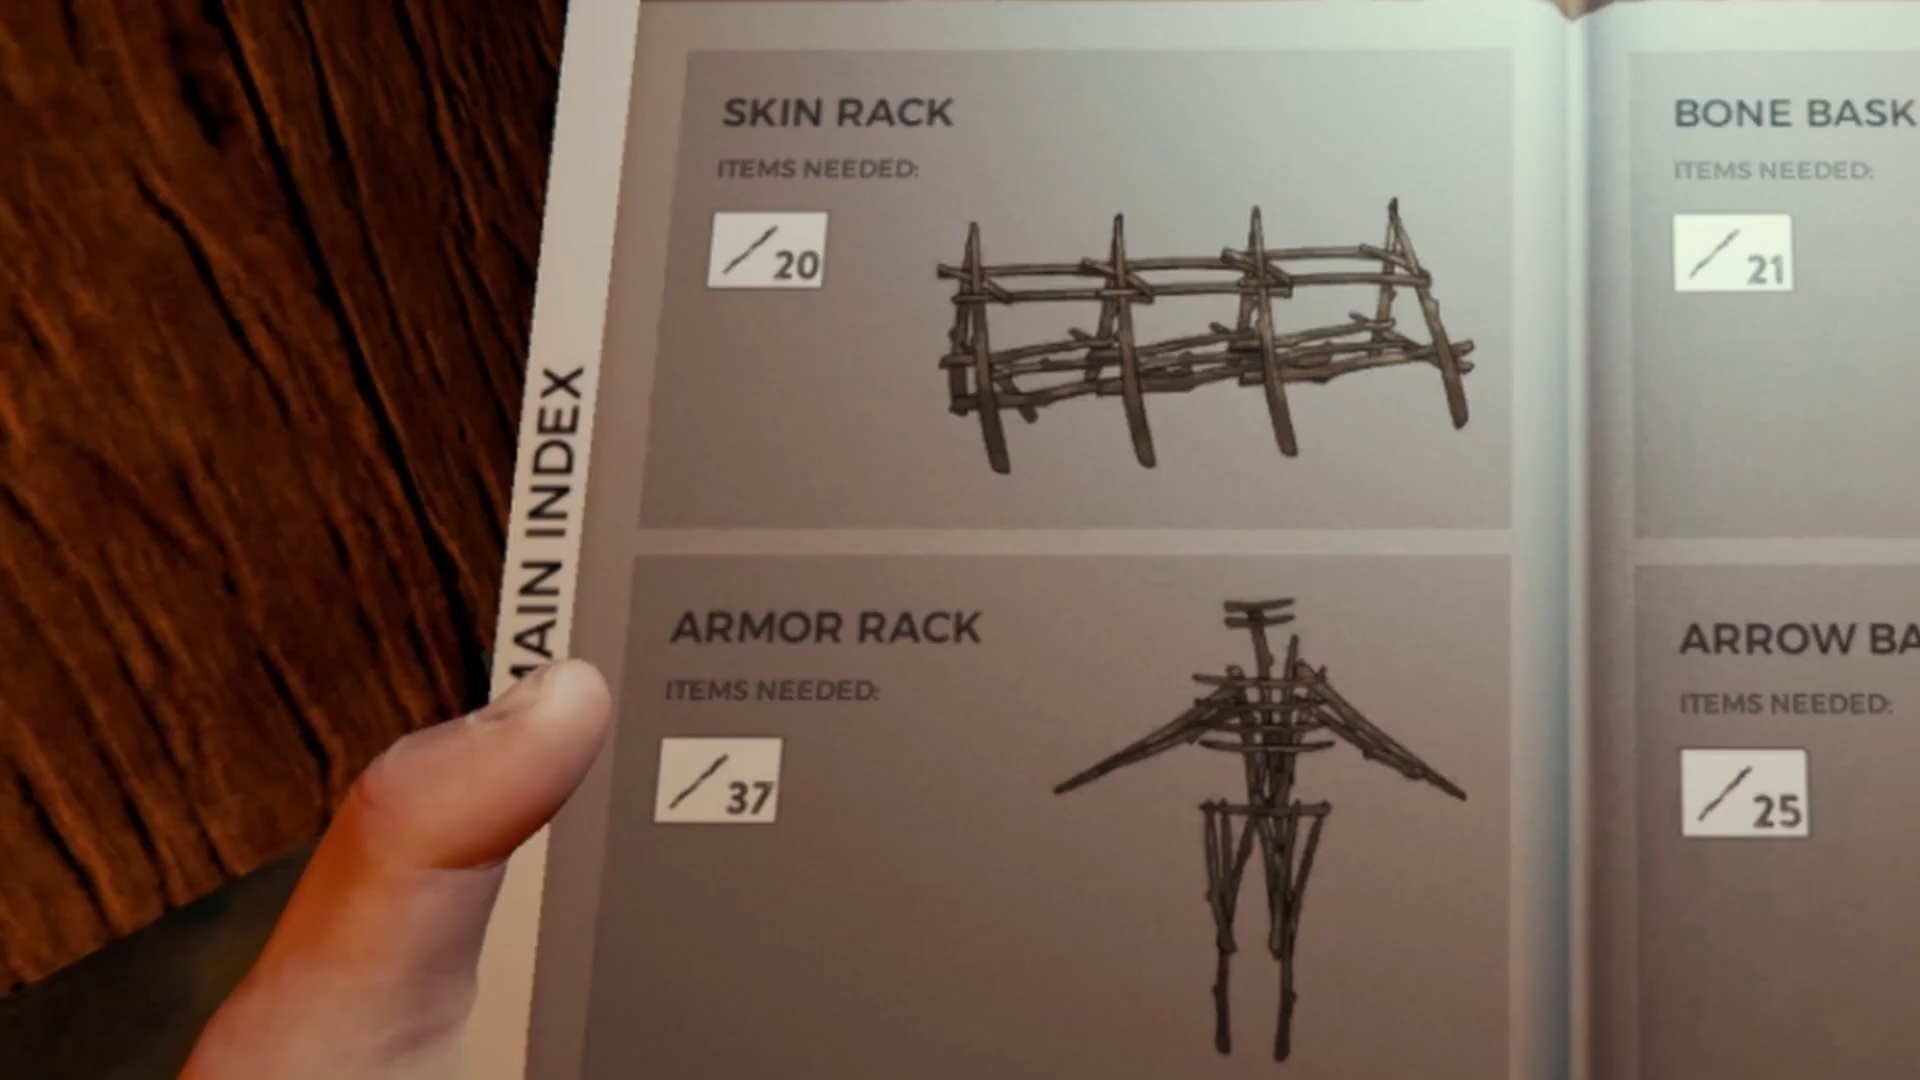 SKIN RACK
ITEMS NEEDED:
20
ARMOR RACK
ITEMS NEEDED:
37
BONE BASK
ITEMS NEEDED:
21
ARROW BA
ITEMS NEEDED:
25
MAIN INDEX